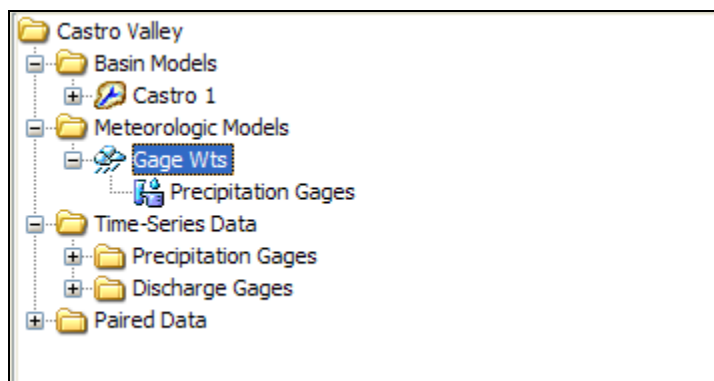 Castro Valley
Basin Models
Castro 1
Meteorologic Models
Gage Wts
Precipitation Gages
Time-Series Data
Precipitation Gages
Discharge Gages
Paired Data